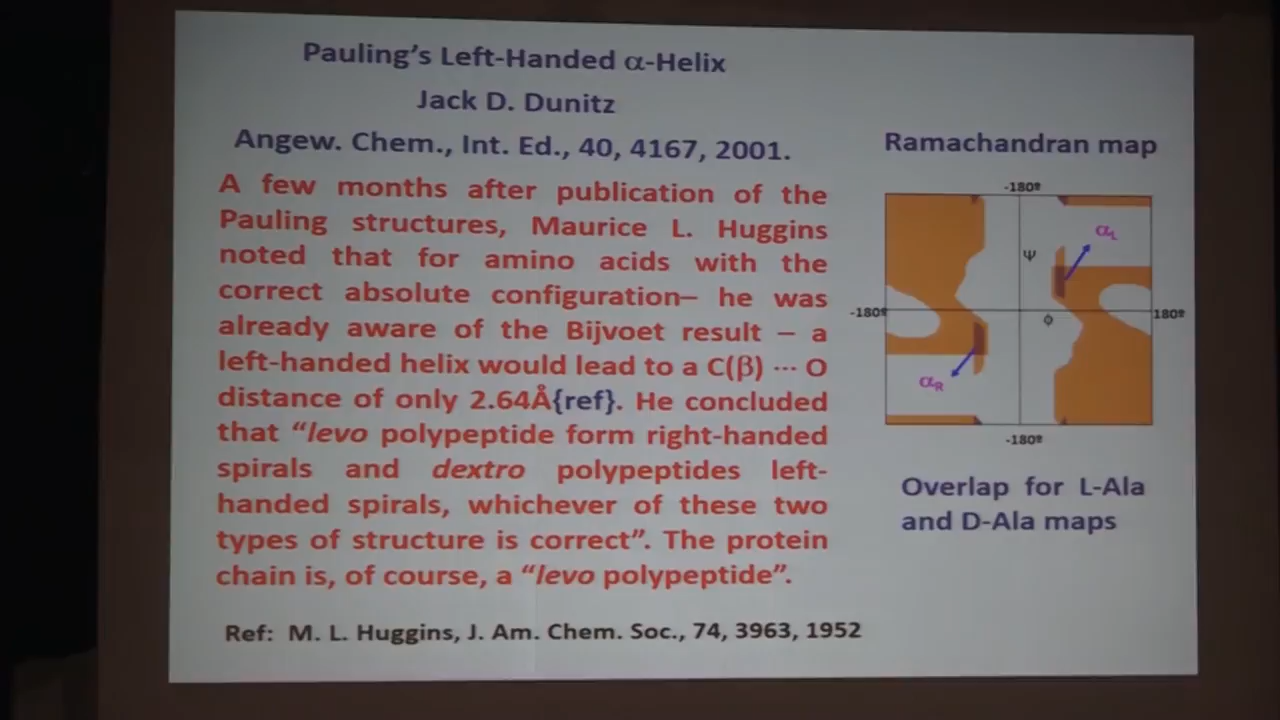 Pauling's Left-Handed α-Helix
Jack D. Dunitz
Angew. Chem., Int. Ed., 40, 4167, 2001.
A few months after publication of the
Pauling structures, Maurice L. Huggins
noted that for amino acids with the
correct absolute configuration– he was
already aware of the Bijvoet result – a
left-handed helix would lead to a C(β) ··· O
distance of only 2.64Å{ref}. He concluded
that “levo polypeptide form right-handed
spirals and dextro polypeptides left-
handed spirals, whichever of these two
types of structure is correct”. The protein
chain is, of course, a “levo polypeptide”.
Ref: M. L. Huggins, J. Am. Chem. Soc., 74, 3963, 1952
Ramachandran map
-180º
αL
Ψ
-180º
180º
ϕ
αR
-180º
Overlap for L-Ala
and D-Ala maps